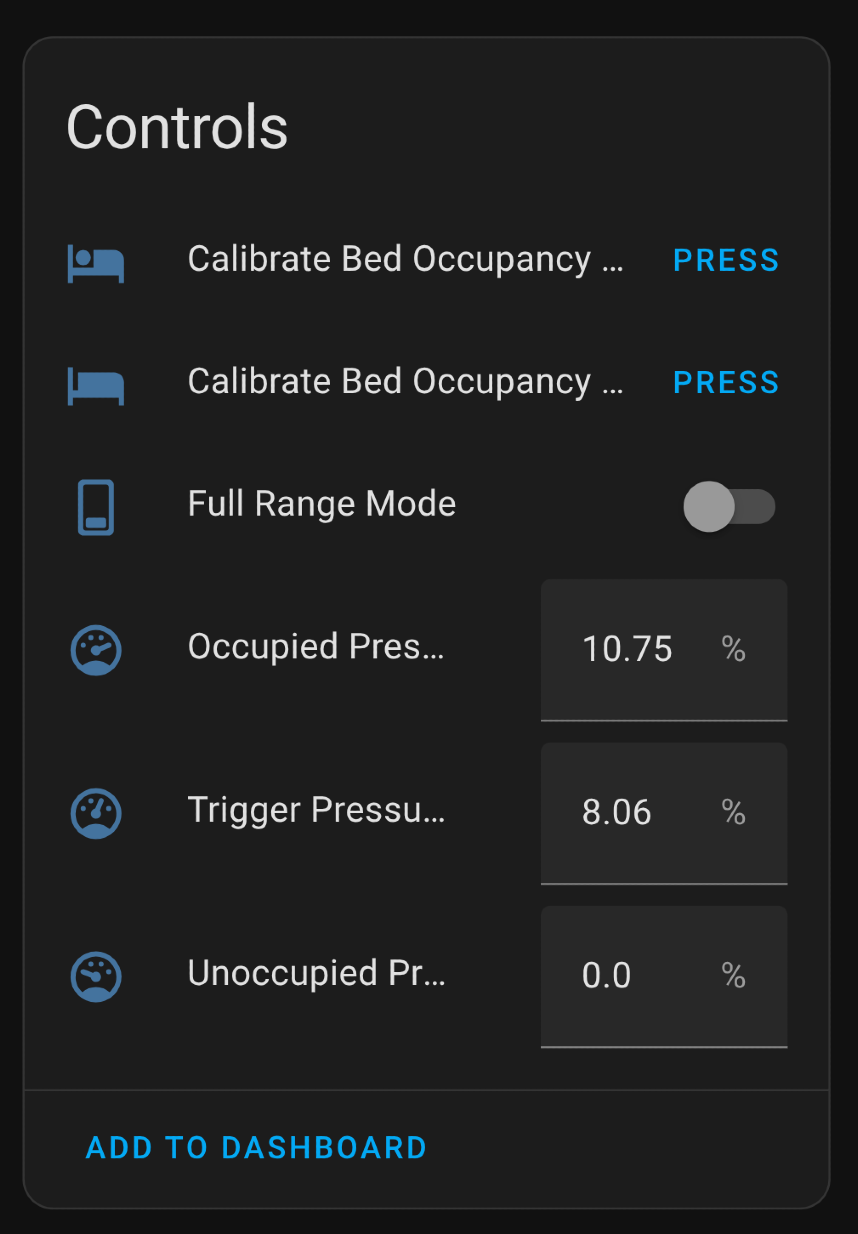 Controls
Calibrate Bed Occupancy ... PRESS
Calibrate Bed Occupancy ... PRESS
Full Range Mode
Occupied Pres... 10.75 %
Trigger Pressu... 8.06 %
Unoccupied Pr... 0.0 %
ADD TO DASHBOARD